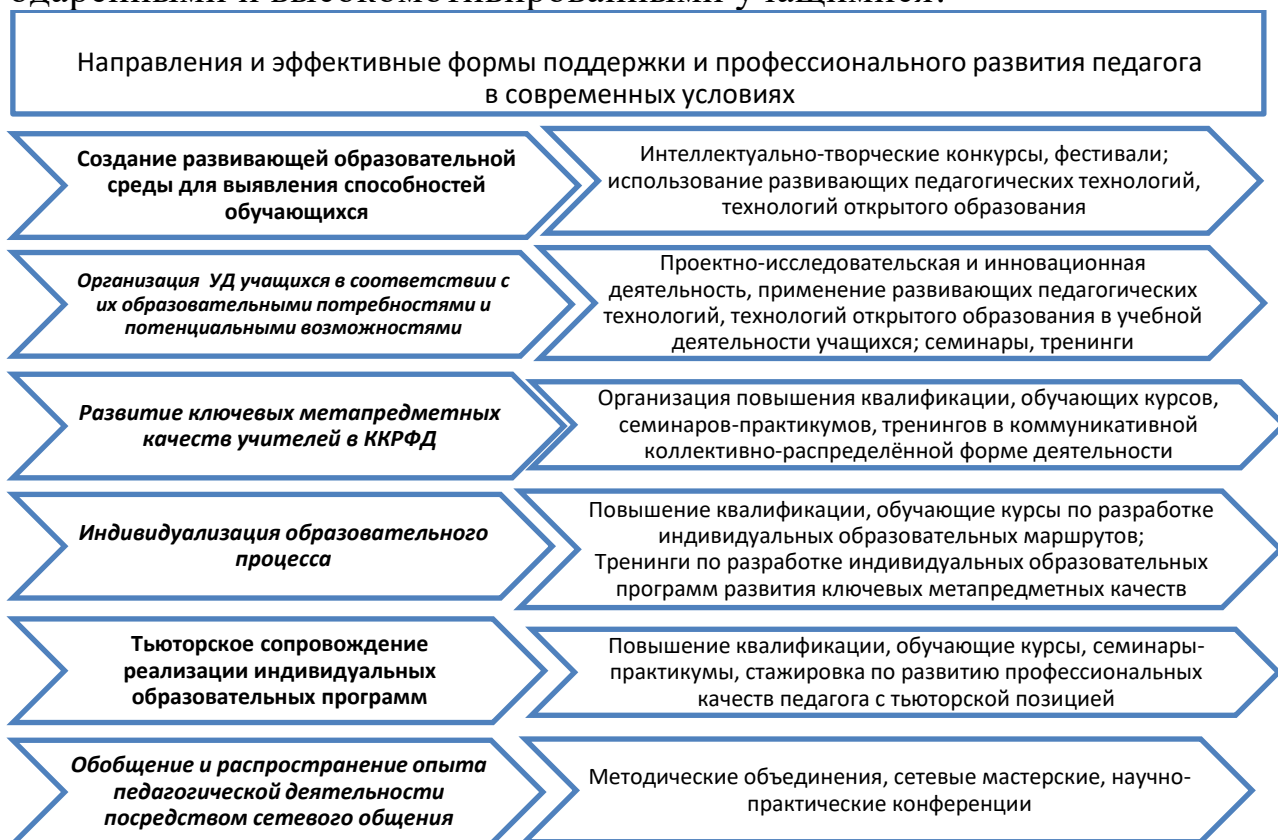 одаренными и высокомотивированными учащимися.
Направления и эффективные формы поддержки и профессионального развития педагога
в современных условиях
Создание развивающей образовательной
среды для выявления способностей
обучающихся
Интеллектуально-творческие конкурсы, фестивали;
использование развивающих педагогических технологий,
технологий открытого образования
Организация УД учащихся в соответствии с
их образовательными потребностями и
потенциальными возможностями
Проектно-исследовательская и инновационная
деятельность, применение развивающих педагогических
технологий, технологий открытого образования в учебной
деятельности учащихся; семинары, тренинги
Развитие ключевых метапредметных
качеств учителей в ККРФД
Организация повышения квалификации, обучающих курсов,
семинаров-практикумов, тренингов в коммуникативной
коллективно-распределённой форме деятельности
Индивидуализация образовательного
процесса
Повышение квалификации, обучающие курсы по разработке
индивидуальных образовательных маршрутов;
Тренинги по разработке индивидуальных образовательных
программ развития ключевых метапредметных качеств
Тьюторское сопровождение
реализации индивидуальных
образовательных программ
Повышение квалификации, обучающие курсы, семинары-
практикумы, стажировка по развитию профессиональных
качеств педагога с тьюторской позицией
Обобщение и распространение опыта
педагогической деятельности
посредством сетевого общения
Методические объединения, сетевые мастерские, научно-
практические конференции